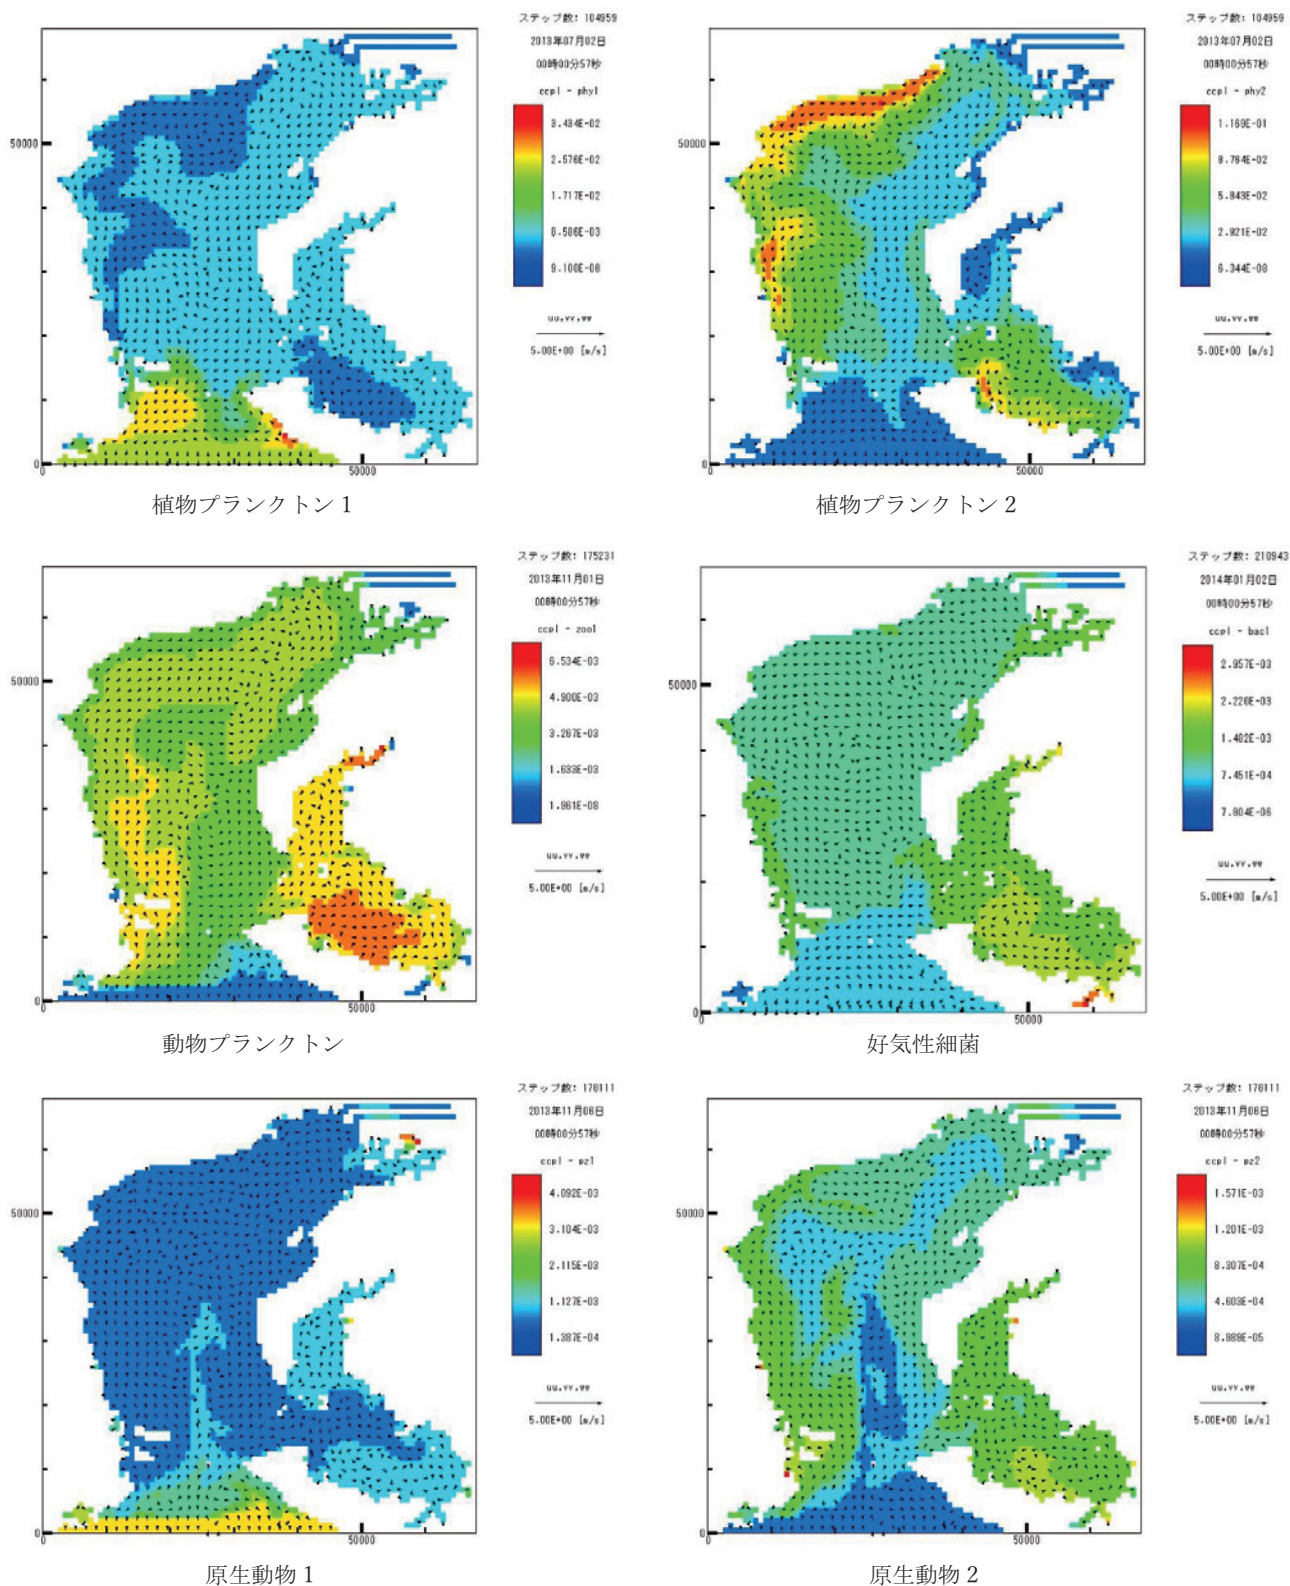 ステップ数: 104959
2013年07月02日
00時00分57秒
ccpl - phy1
3.434E-02
2.576E-02
1.717E-02
8.586E-03
9.100E-08
uu,vv,ww
5.00E+00 [m/s]
50000
0
0
50000
植物プランクトン 1
ステップ数: 104959
2013年07月02日
00時00分57秒
ccpl - phy2
1.169E-01
8.764E-02
5.843E-02
2.921E-02
6.344E-08
uu,vv,ww
5.00E+00 [m/s]
50000
0
0
50000
植物プランクトン 2
ステップ数: 175231
2013年11月01日
00時00分57秒
ccpl - zoo1
6.534E-03
4.900E-03
3.267E-03
1.633E-03
1.961E-08
uu,vv,ww
5.00E+00 [m/s]
50000
0
0
50000
動物プランクトン
ステップ数: 210943
2014年01月02日
00時00分57秒
ccpl - bac1
2.957E-03
2.220E-03
1.482E-03
7.451E-04
7.804E-06
uu,vv,ww
5.00E+00 [m/s]
50000
0
0
50000
好気性細菌
ステップ数: 178111
2013年11月06日
00時00分57秒
ccpl - pz1
4.092E-03
3.104E-03
2.115E-03
1.127E-03
1.387E-04
uu,vv,ww
5.00E+00 [m/s]
50000
0
0
50000
原生動物 1
ステップ数: 178111
2013年11月06日
00時00分57秒
ccpl - pz2
1.571E-03
1.201E-03
8.307E-04
4.603E-04
8.989E-05
uu,vv,ww
5.00E+00 [m/s]
50000
0
0
50000
原生動物 2